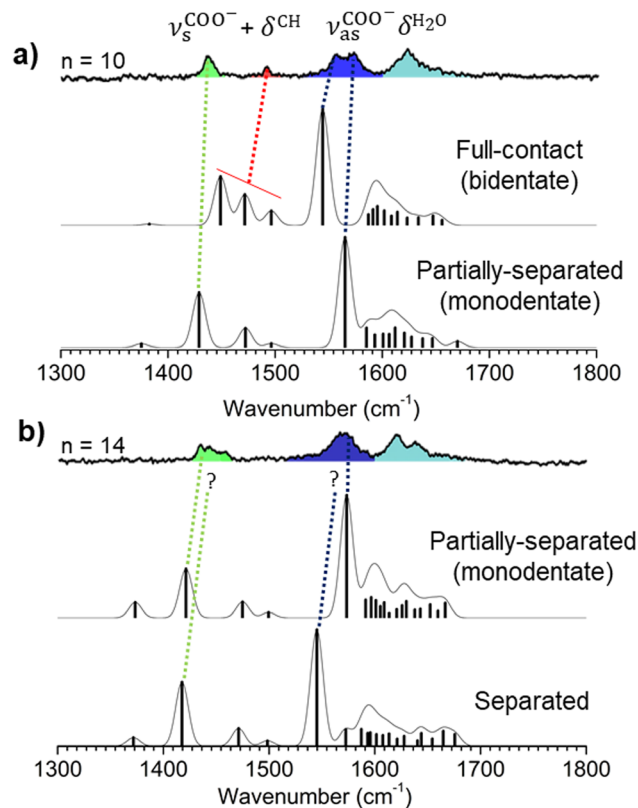 ν_s^COO⁻ + δ^CH ν_as^COO⁻ δ^H₂O
a)
n = 10
Full-contact
(bidentate)
Partially-separated
(monodentate)
1300 1400 1500 1600 1700 1800
Wavenumber (cm⁻¹)
b)
n = 14
? ?
Partially-separated
(monodentate)
Separated
1300 1400 1500 1600 1700 1800
Wavenumber (cm⁻¹)